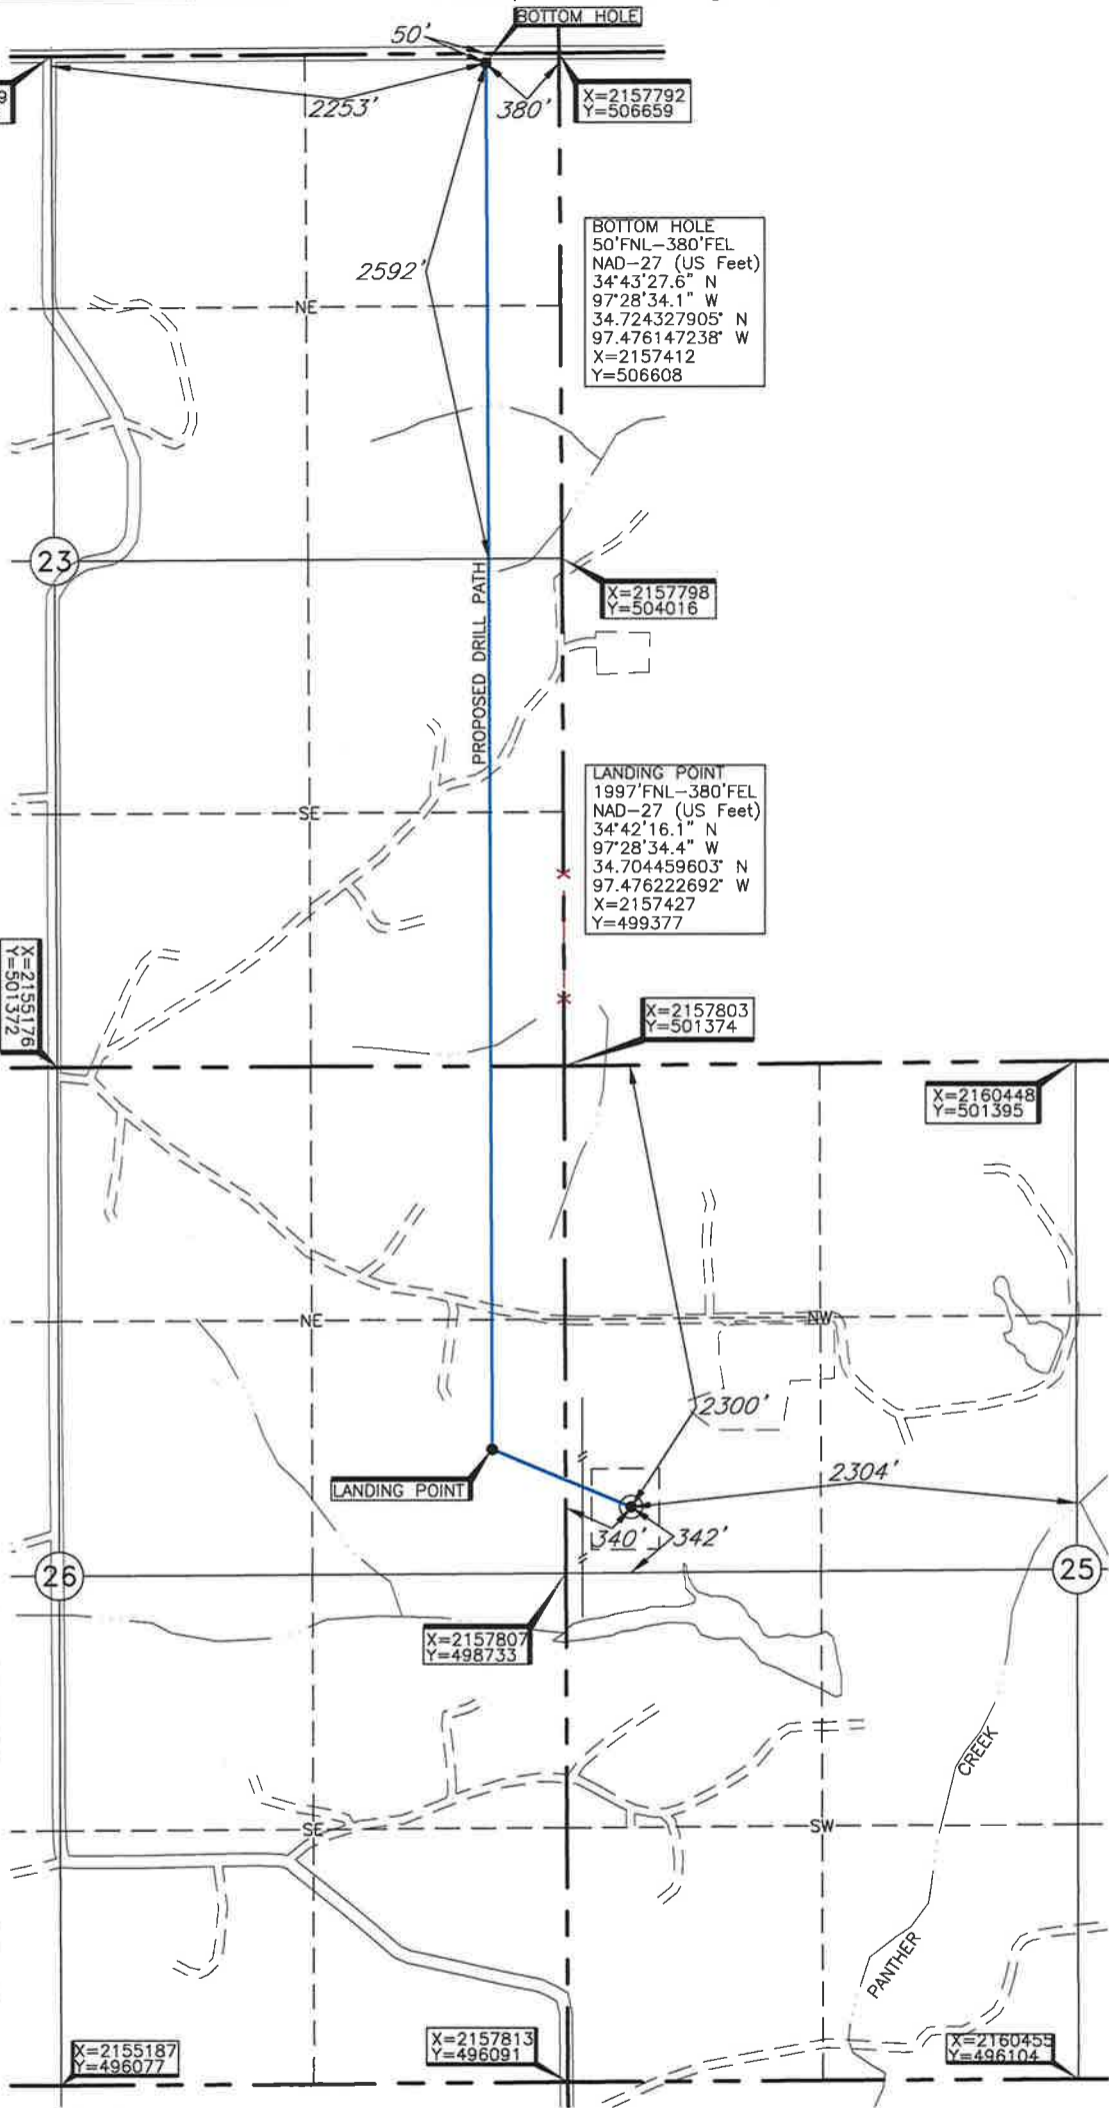 BOTTOM HOLE
50'
9
2253'
380'
X=2157792
Y=506659
BOTTOM HOLE
50'FNL-380'FEL
NAD-27 (US Feet)
34°43'27.6" N
97°28'34.1" W
34.724327905° N
97.476147238° W
X=2157412
Y=506608
2592'
NE
23
X=2157798
Y=504016
PROPOSED DRILL PATH
LANDING POINT
1997'FNL-380'FEL
NAD-27 (US Feet)
34°42'16.1" N
97°28'34.4" W
34.704459603° N
97.476222692° W
X=2157427
Y=499377
SE
X=2155176
Y=501372
X=2157803
Y=501374
X=2160448
Y=501395
NE
NW
2300'
LANDING POINT
2304'
340'
342'
26
25
X=2157807
Y=498733
CREEK
SE
SW
PANTHER
X=2155187
Y=496077
X=2157813
Y=496091
X=2160455
Y=496104